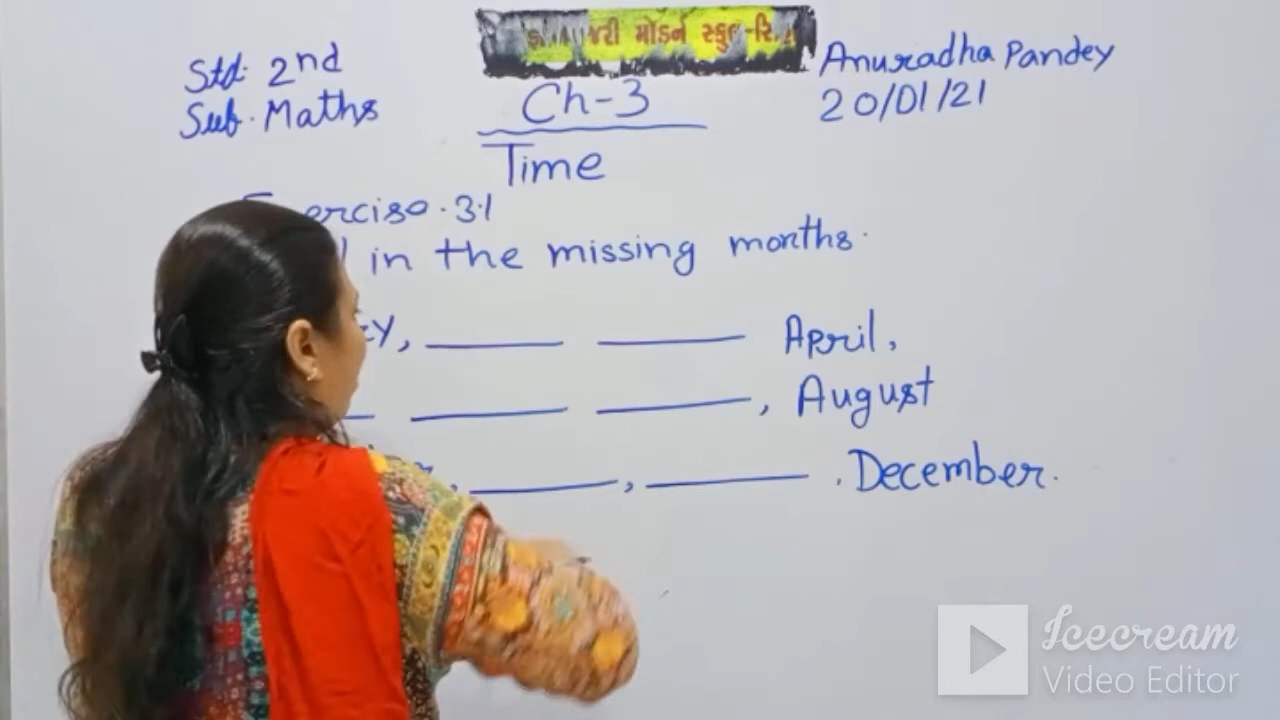 મોડર્ન સ્કુલ
Std: 2nd
Sub. Maths
Anuradha Pandey
20/01/21
Ch-3
Time
Exercise. 3.1
in the missing months.
April,
, August
, , . December.
Icecream
Video Editor